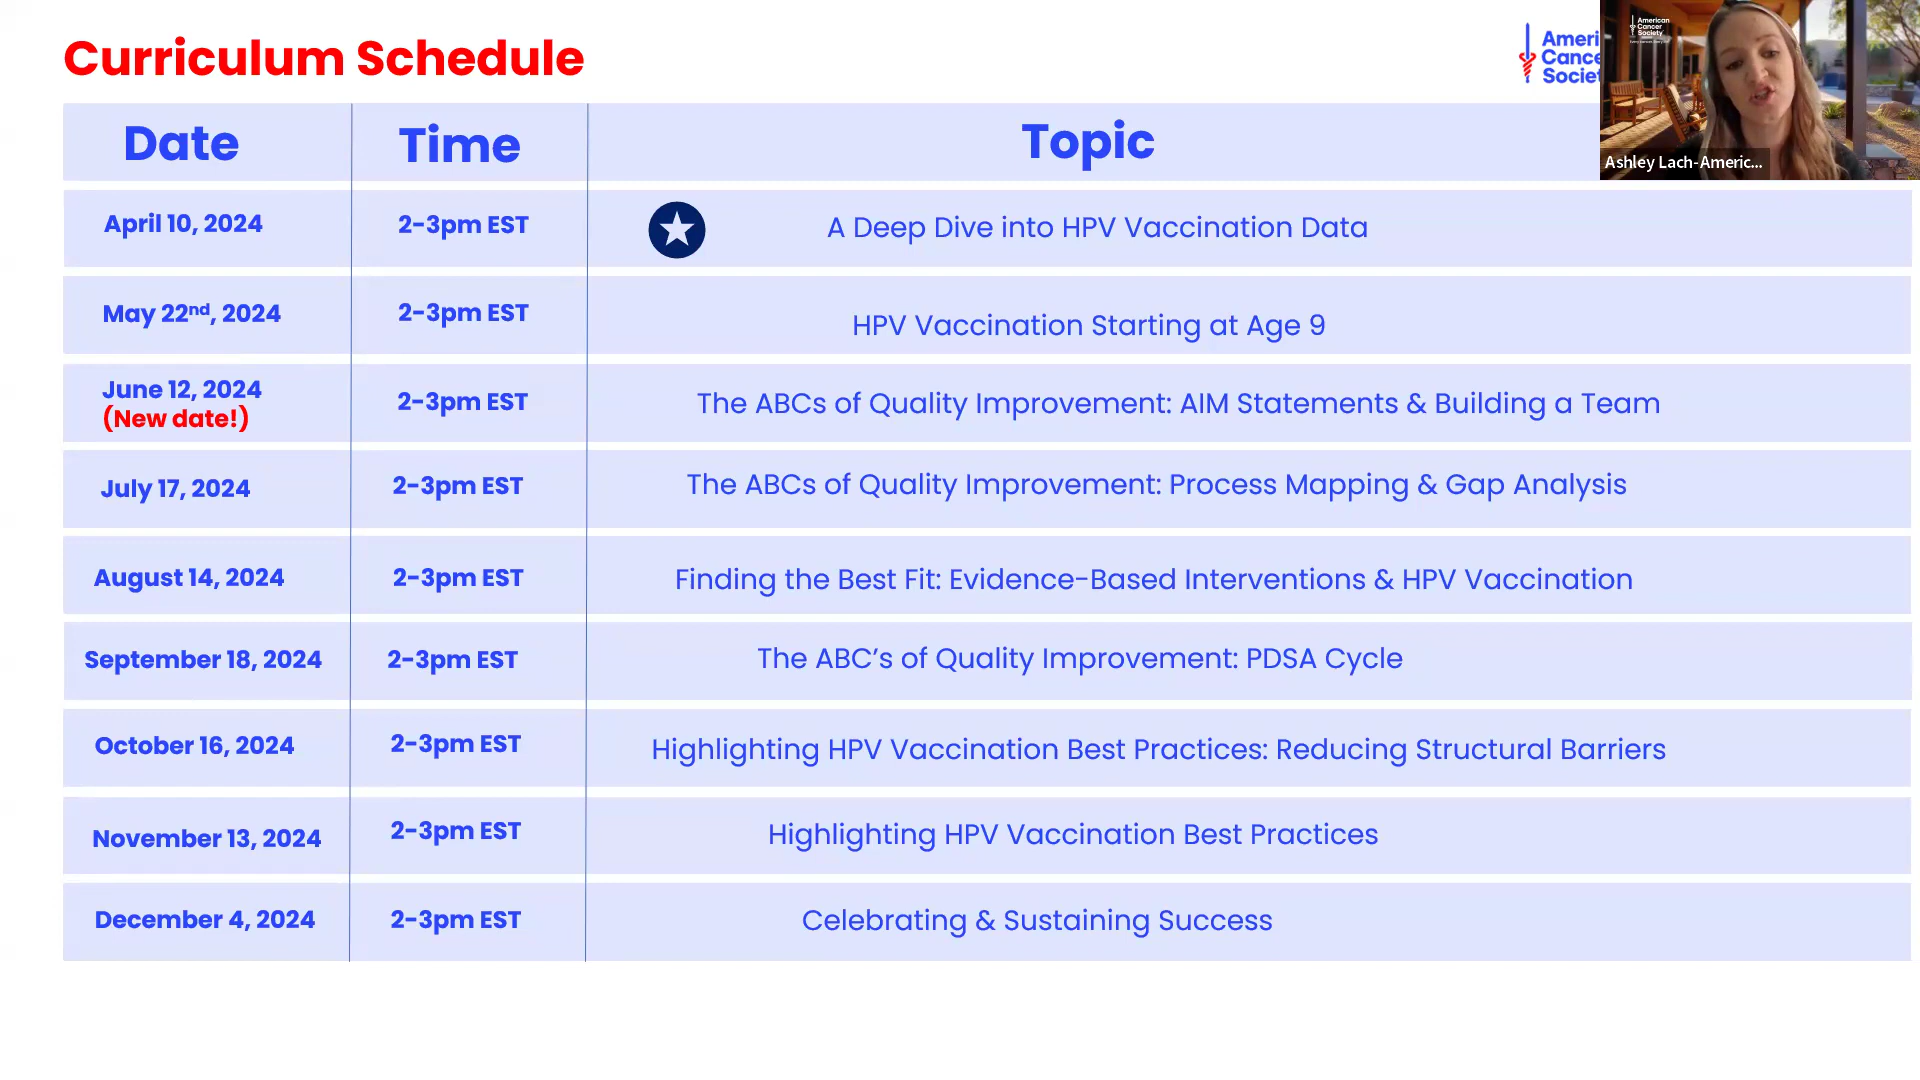 Curriculum Schedule
Ameri
Cance
Societ
American
Cancer
Society
Ashley Lach-Americ...
Date Time Topic
April 10, 2024 2-3pm EST A Deep Dive into HPV Vaccination Data
May 22nd, 2024 2-3pm EST HPV Vaccination Starting at Age 9
June 12, 2024
(New date!) 2-3pm EST The ABCs of Quality Improvement: AIM Statements & Building a Team
July 17, 2024 2-3pm EST The ABCs of Quality Improvement: Process Mapping & Gap Analysis
August 14, 2024 2-3pm EST Finding the Best Fit: Evidence-Based Interventions & HPV Vaccination
September 18, 2024 2-3pm EST The ABC’s of Quality Improvement: PDSA Cycle
October 16, 2024 2-3pm EST Highlighting HPV Vaccination Best Practices: Reducing Structural Barriers
November 13, 2024 2-3pm EST Highlighting HPV Vaccination Best Practices
December 4, 2024 2-3pm EST Celebrating & Sustaining Success